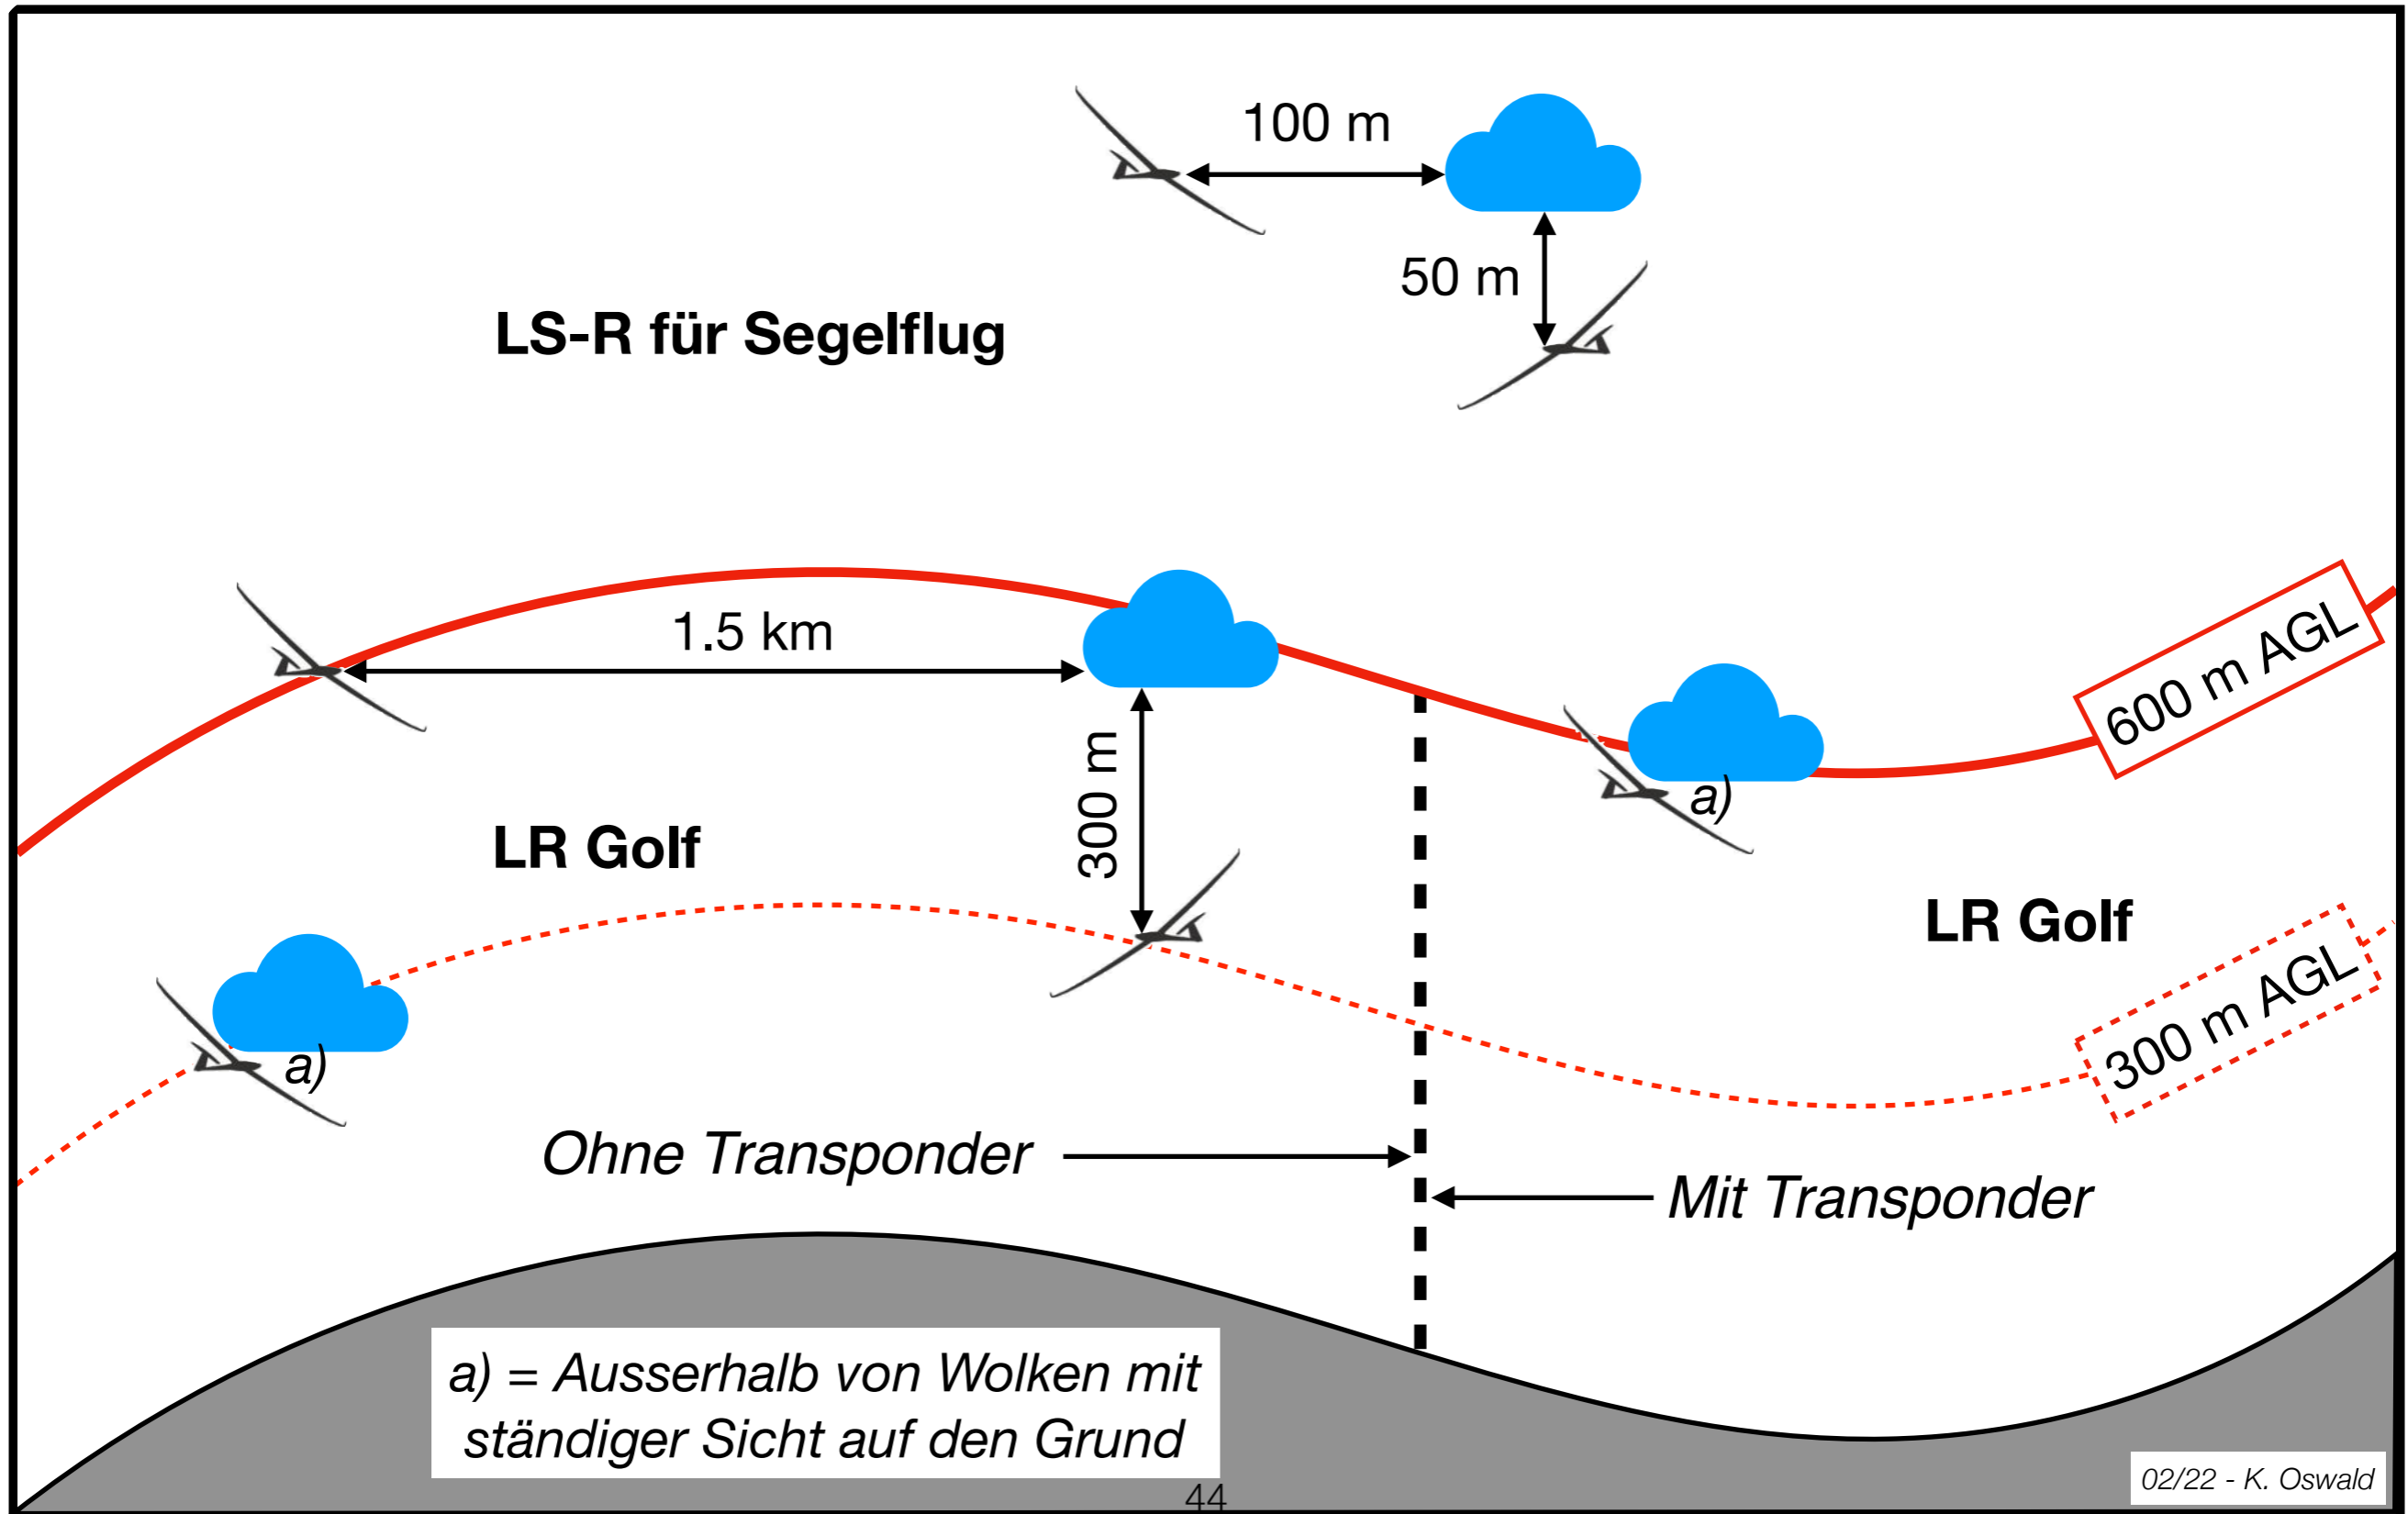 100 m
50 m
LS-R für Segelflug
1.5 km
600 m AGL
300 m
a)
LR Golf
LR Golf
300 m AGL
a)
Ohne Transponder
Mit Transponder
a) = Ausserhalb von Wolken mit
ständiger Sicht auf den Grund
02/22 - K. Oswald
44